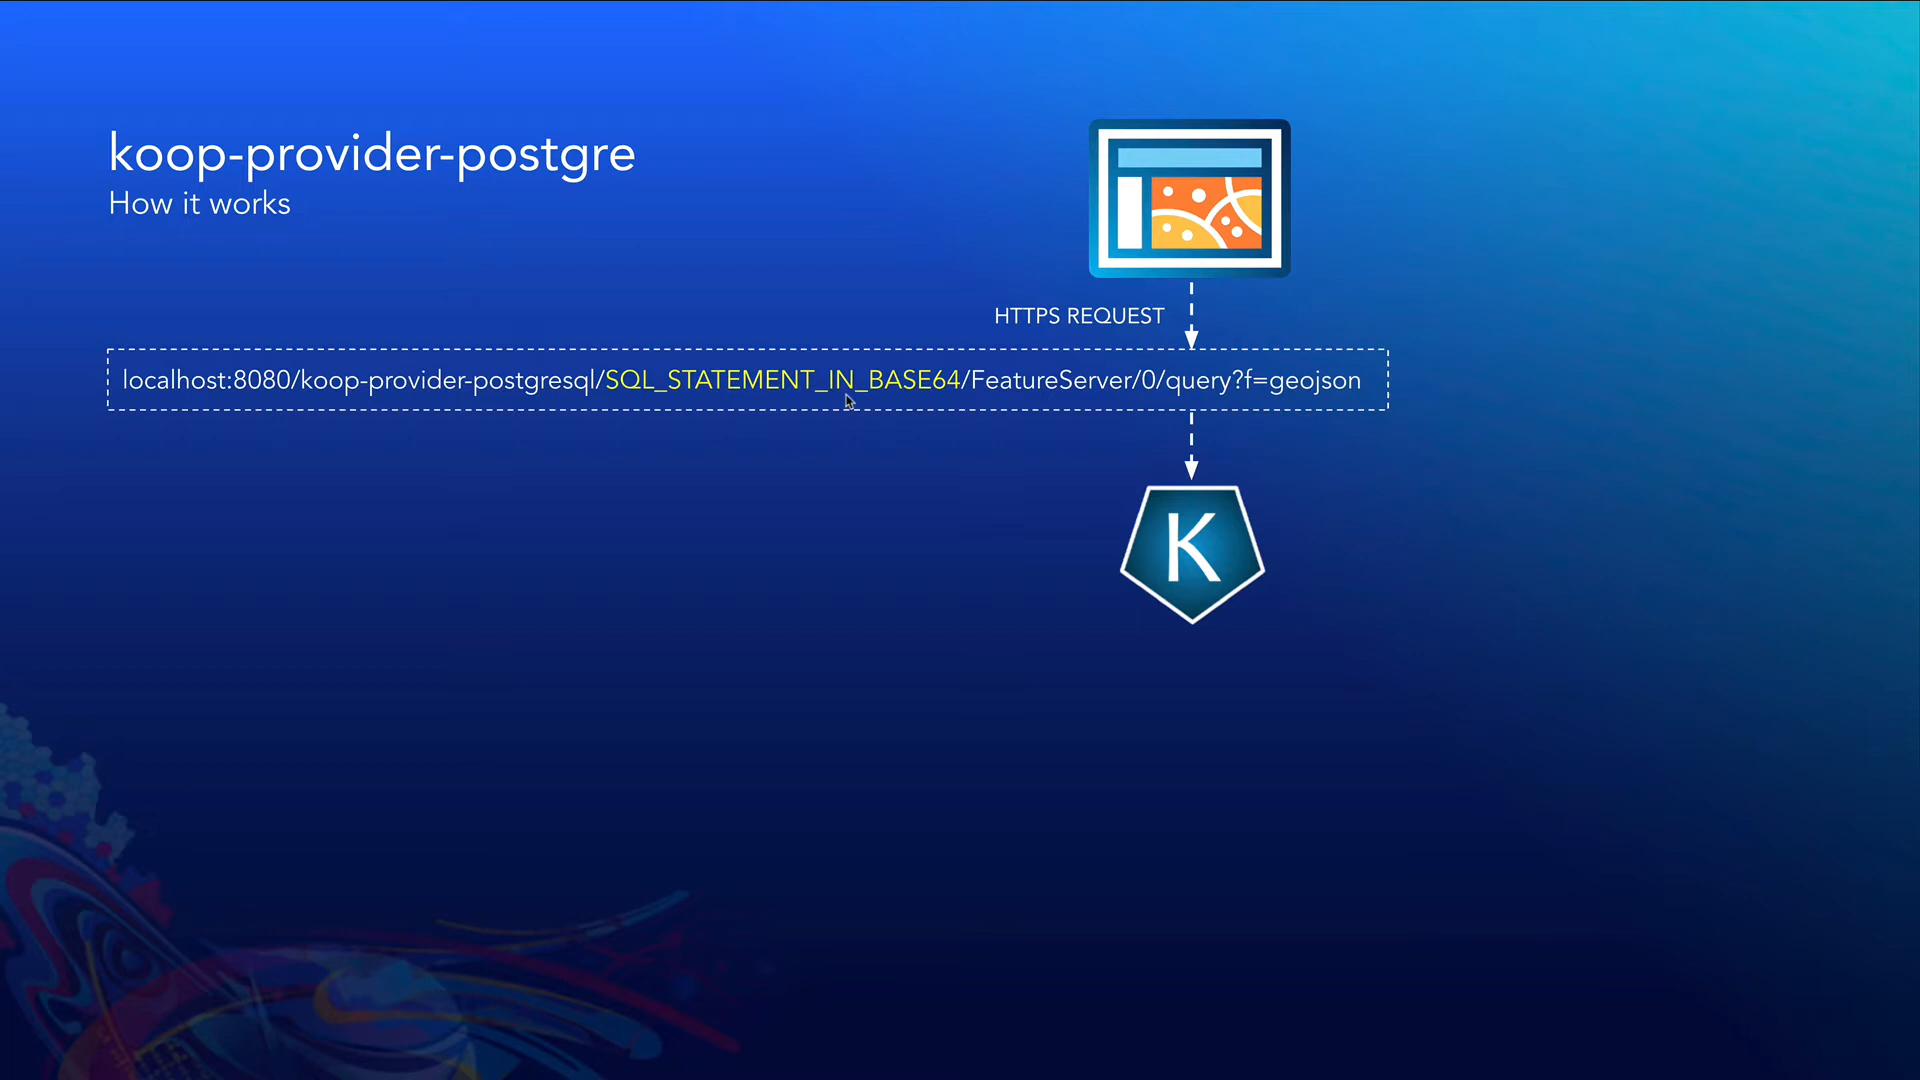 koop-provider-postgre
How it works
HTTPS REQUEST
localhost:8080/koop-provider-postgresql/SQL_STATEMENT_IN_BASE64/FeatureServer/0/query?f=geojson
K